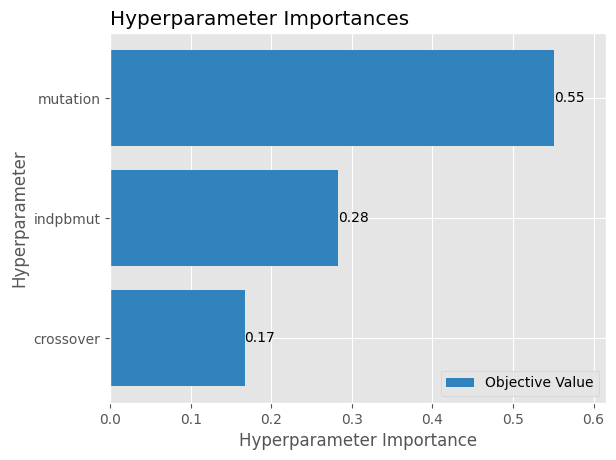 Hyperparameter Importances
Hyperparameter
mutation
0.55
indpbmut
0.28
crossover
0.17
Objective Value
0.0 0.1 0.2 0.3 0.4 0.5 0.6
Hyperparameter Importance